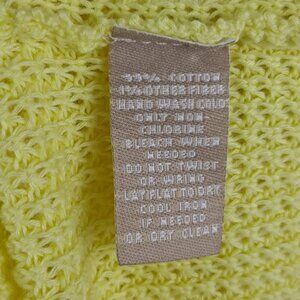 99% COTTON
1% OTHER FIBER
HAND WASH COLD
ONLY NON
CHLORINE
BLEACH WHEN
NEEDED
DO NOT TWIST
OR WRING
LAY FLAT TO DRY
COOL IRON
IF NEEDED
OR DRY CLEAN